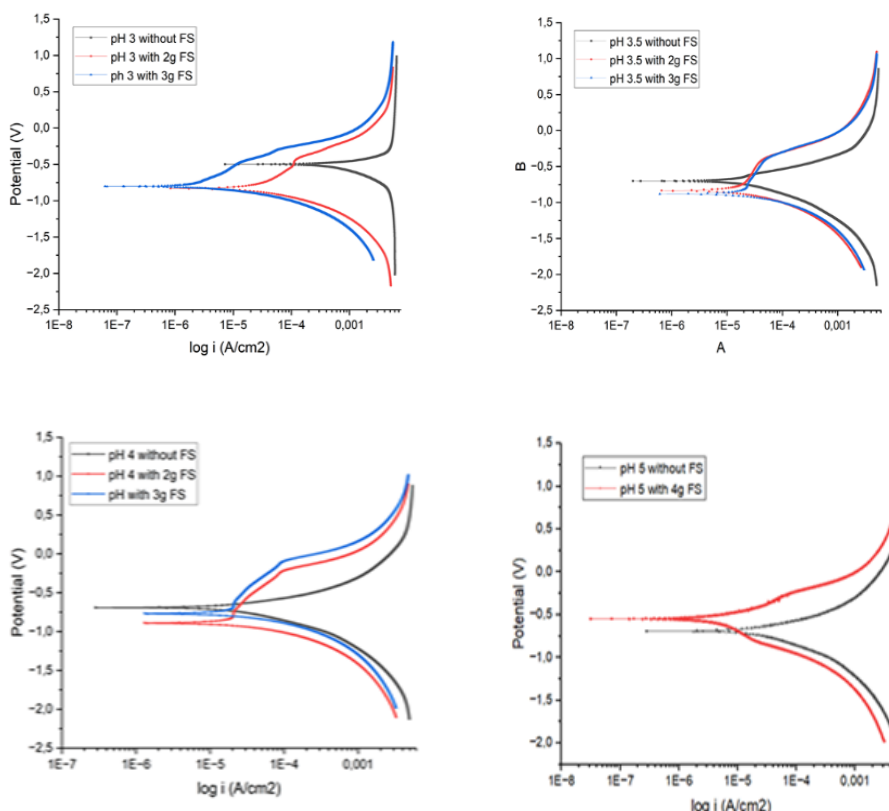 pH 3 without FS
pH 3 with 2g FS
ph 3 with 3g FS
1,5
1,0
0,5
0,0
−0,5
−1,0
−1,5
−2,0
−2,5
Potential (V)
1E-8 1E-7 1E-6 1E-5 1E-4 0,001
log i (A/cm2)
pH 3.5 without FS
pH 3.5 with 2g FS
pH 3.5 with 3g FS
1,5
1,0
0,5
0,0
−0,5
−1,0
−1,5
−2,0
−2,5
B
1E-8 1E-7 1E-6 1E-5 1E-4 0,001
A
pH 4 without FS
pH 4 with 2g FS
pH with 3g FS
1,5
1,0
0,5
0,0
−0,5
−1,0
−1,5
−2,0
−2,5
Potential (V)
1E-7 1E-6 1E-5 1E-4 0,001
log i (A/cm2)
pH 5 without FS
pH 5 with 4g FS
1,5
1,0
0,5
0,0
−0,5
−1,0
−1,5
−2,0
Potential (V)
1E-8 1E-7 1E-6 1E-5 1E-4 0,001
log i (A/cm2)